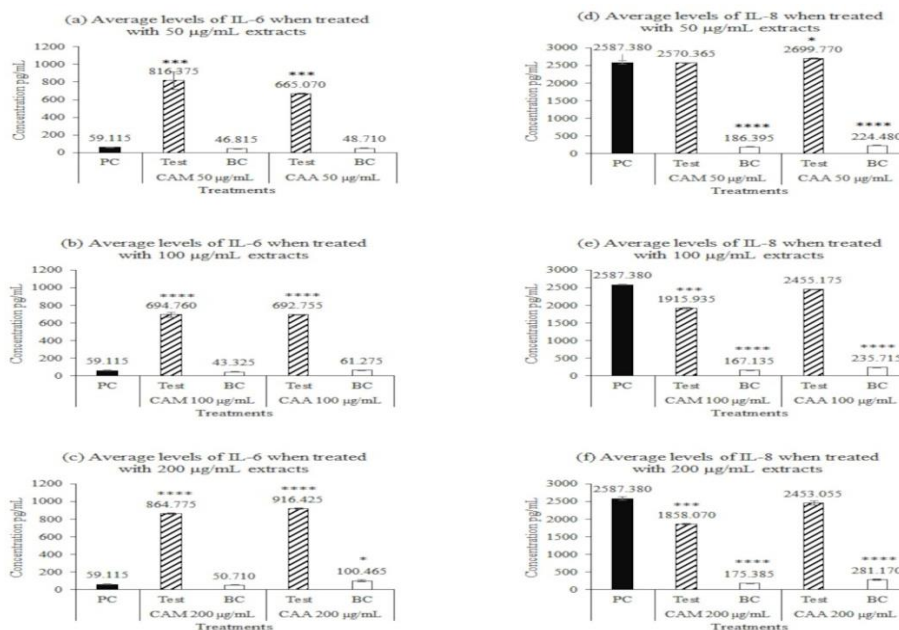 (a) Average levels of IL-6 when treated
with 50 µg/mL extracts
Concentration pg/mL
1200
1000
800
600
400
200
0
***
816.375
***
665.070
59.115
46.815
48.710
PC
Test
BC
Test
BC
CAM 50 µg/mL
CAA 50 µg/mL
Treatments
(b) Average levels of IL-6 when treated
with 100 µg/mL extracts
Concentration pg/mL
1200
1000
800
600
400
200
0
****
694.760
****
692.755
59.115
43.325
61.275
PC
Test
BC
Test
BC
CAM 100 µg/mL
CAA 100 µg/mL
Treatments
(c) Average levels of IL-6 when treated
with 200 µg/mL extracts
Concentration pg/mL
1200
1000
800
600
400
200
0
****
864.775
****
916.425
59.115
50.710
*
100.465
PC
Test
BC
Test
BC
CAM 200 µg/mL
CAA 200 µg/mL
Treatments
(d) Average levels of IL-8 when treated
with 50 µg/mL extracts
Concentration pg/mL
3000
2500
2000
1500
1000
500
0
2587.380
2570.365
*
2699.770
****
186.395
****
224.480
PC
Test
BC
Test
BC
CAM 50 µg/mL
CAA 50 µg/mL
Treatments
(e) Average levels of IL-8 when treated
with 100 µg/mL extracts
Concentration pg/mL
3000
2500
2000
1500
1000
500
0
2587.380
***
1915.935
2455.175
****
167.135
****
235.715
PC
Test
BC
Test
BC
CAM 100 µg/mL
CAA 100 µg/mL
Treatments
(f) Average levels of IL-8 when treated
with 200 µg/mL extracts
Concentration pg/mL
3000
2500
2000
1500
1000
500
0
2587.380
***
1858.070
2453.055
****
175.385
****
281.170
PC
Test
BC
Test
BC
CAM 200 µg/mL
CAA 200 µg/mL
Treatments